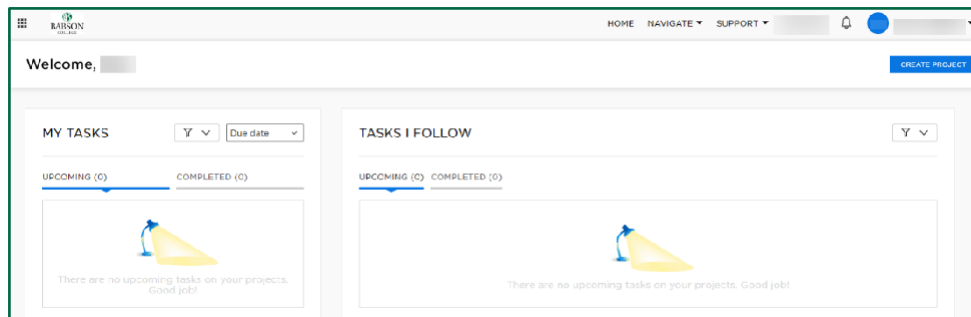 BABSON
COLLEGE
HOME NAVIGATE SUPPORT
Welcome,
CREATE PROJECT
MY TASKS
Due date
UPCOMING (0) COMPLETED (0)
There are no upcoming tasks on your projects.
Good job!
TASKS I FOLLOW
UPCOMING (0) COMPLETED (0)
There are no upcoming tasks on your projects. Good job!